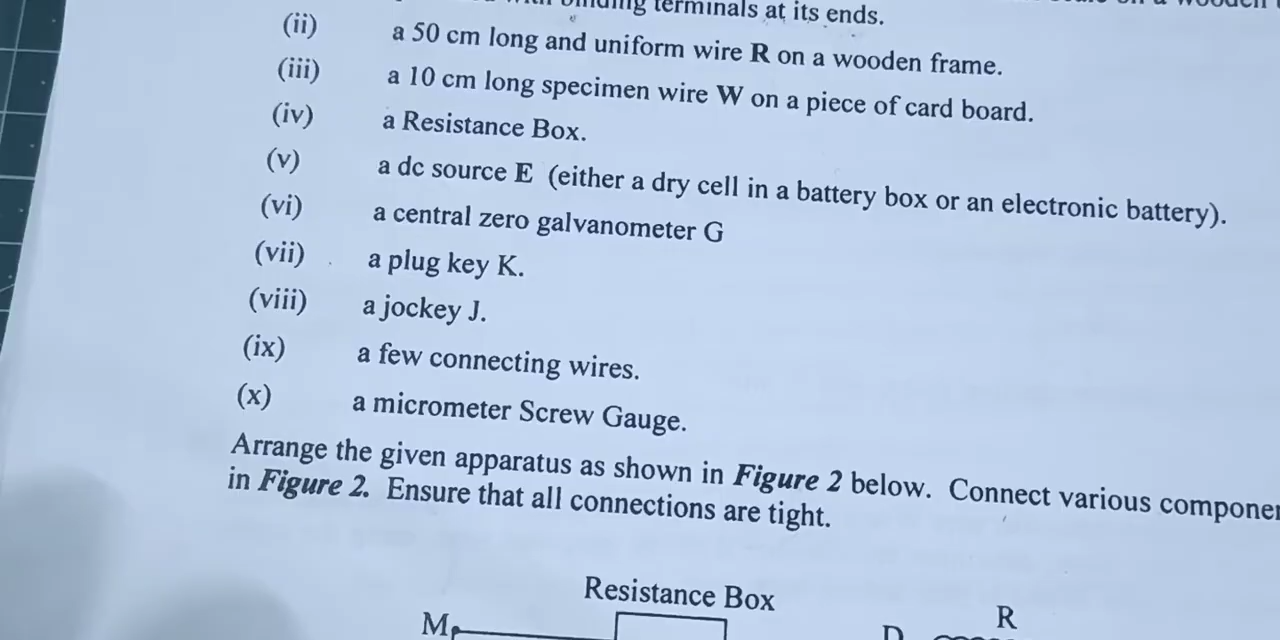 terminals at its ends.
(ii) a 50 cm long and uniform wire R on a wooden frame.
(iii) a 10 cm long specimen wire W on a piece of card board.
(iv) a Resistance Box.
(v) a dc source E (either a dry cell in a battery box or an electronic battery).
(vi) a central zero galvanometer G
(vii) a plug key K.
(viii) a jockey J.
(ix) a few connecting wires.
(x) a micrometer Screw Gauge.
Arrange the given apparatus as shown in Figure 2 below. Connect various
in Figure 2. Ensure that all connections are tight.
Resistance Box
M R